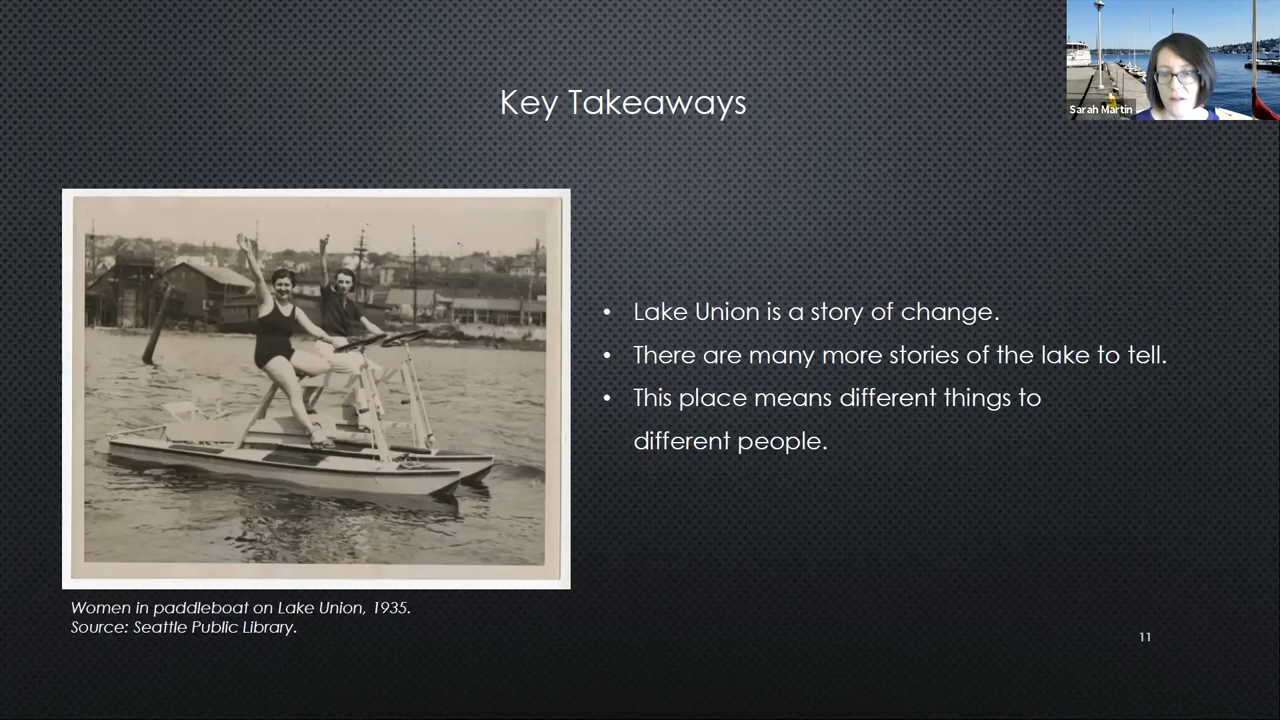 Key Takeaways
Sarah Martin
• Lake Union is a story of change.
• There are many more stories of the lake to tell.
• This place means different things to
different people.
Women in paddleboat on Lake Union, 1935.
Source: Seattle Public Library.
11